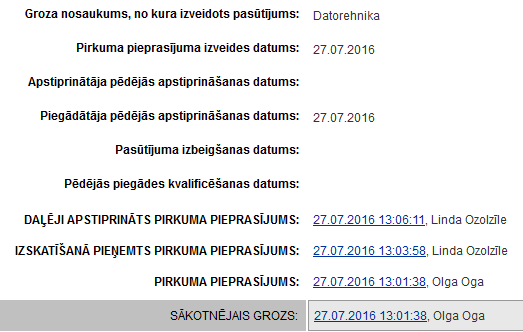 Groza nosaukums, no kura izveidots pasūtījums: Datorehnika
Pirkuma pieprasījuma izveides datums: 27.07.2016
Apstiprinātāja pēdējās apstiprināšanas datums:
Piegādātāja pēdējās apstiprināšanas datums: 27.07.2016
Pasūtījuma izbeigšanas datums:
Pēdējās piegādes kvalificēšanas datums:
DAĻĒJI APSTIPRINĀTS PIRKUMA PIEPRASĪJUMS: 27.07.2016 13:06:11, Linda Ozolzīle
IZSKATĪŠANĀ PIEŅEMTS PIRKUMA PIEPRASĪJUMS: 27.07.2016 13:03:58, Linda Ozolzīle
PIRKUMA PIEPRASĪJUMS: 27.07.2016 13:01:38, Olga Oga
SĀKOTNĒJAIS GROZS: 27.07.2016 13:01:38, Olga Oga